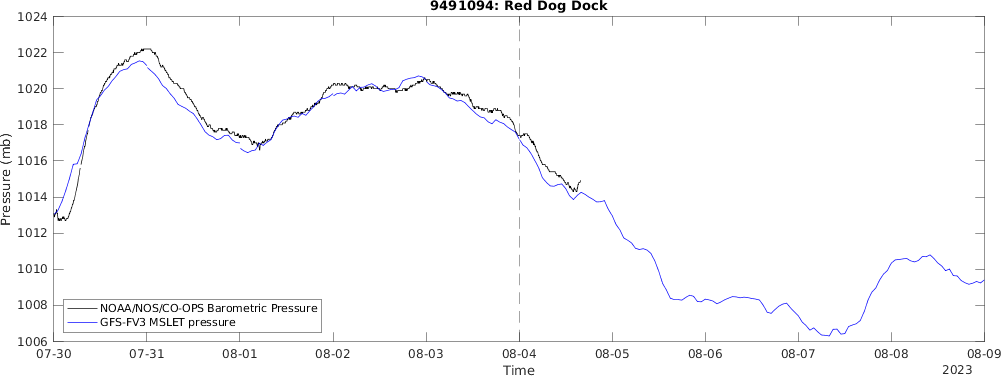 9491094: Red Dog Dock
1024
1022
1020
1018
1016
1014
1012
1010
1008
1006
Pressure (mb)
NOAA/NOS/CO-OPS Barometric Pressure
GFS-FV3 MSLET pressure
07-30 07-31 08-01 08-02 08-03 08-04 08-05 08-06 08-07 08-08 08-09
Time
2023